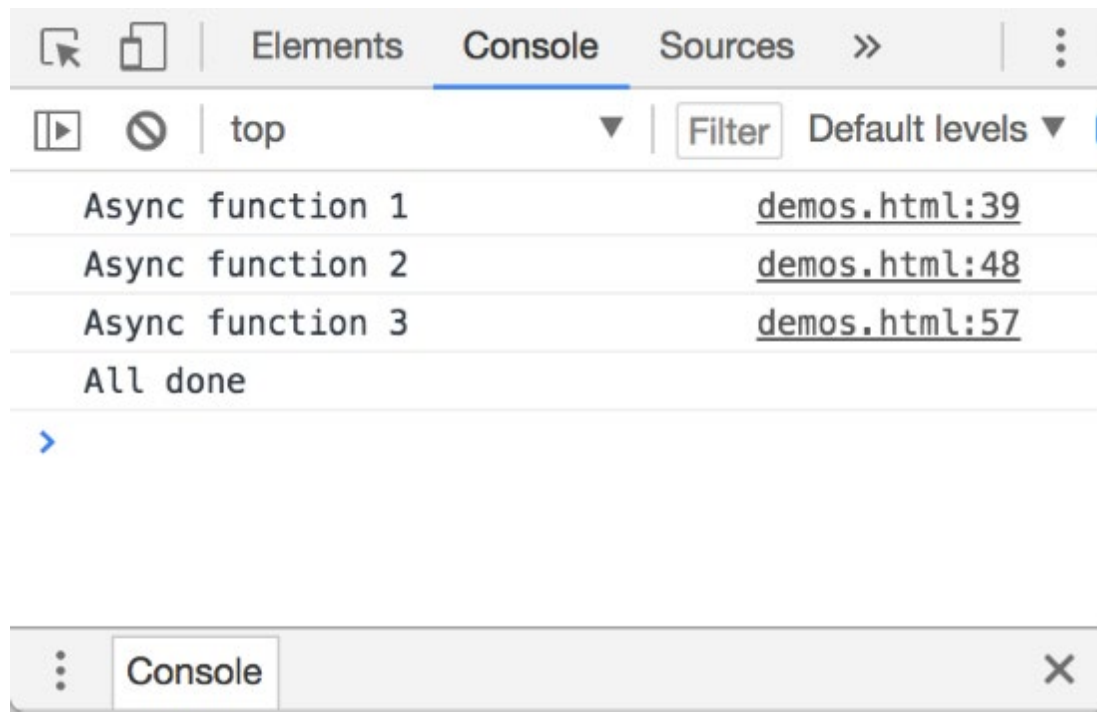 Elements Console Sources »
top Filter Default levels
Async function 1 demos.html:39
Async function 2 demos.html:48
Async function 3 demos.html:57
All done
>
Console